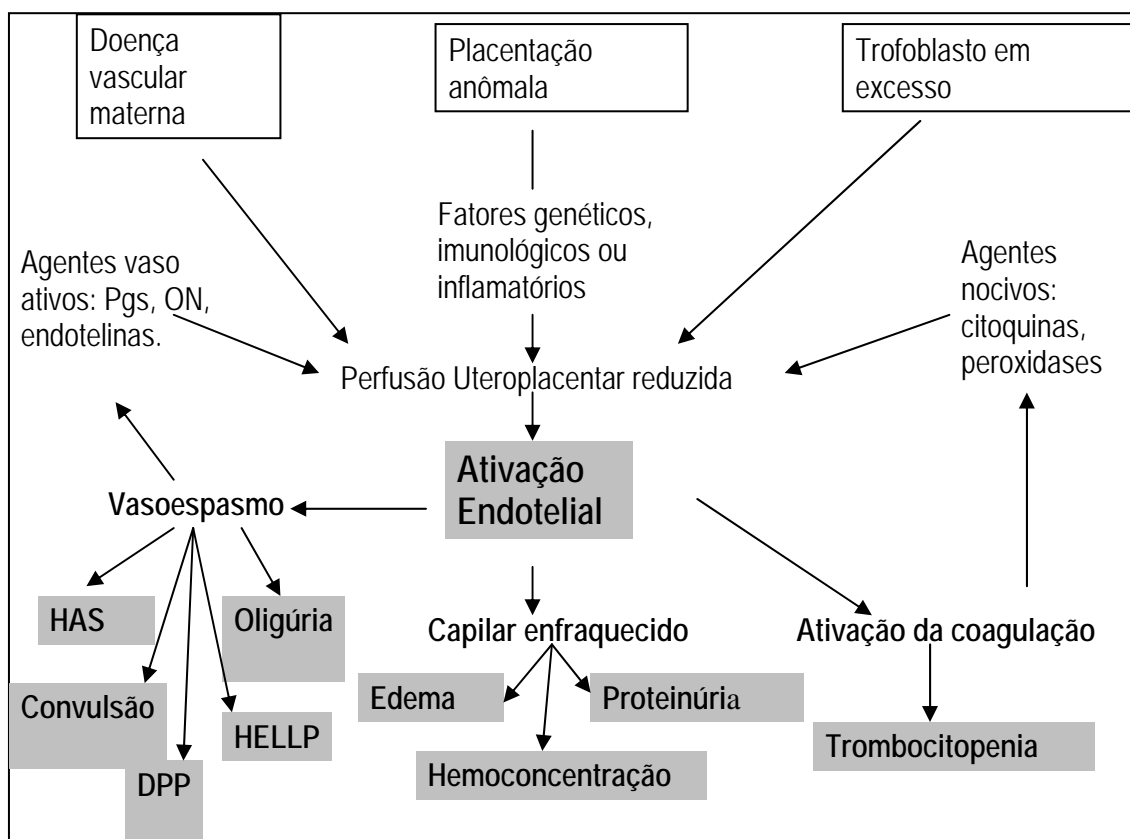 Doença
vascular
materna
Placentação
anômala
Trofoblasto em
excesso
Fatores genéticos,
imunológicos ou
inflamatórios
Agentes vaso
ativos: Pgs, ON,
endotelinas.
Agentes
nocivos:
citoquinas,
peroxidases
Perfusão Uteroplacentar reduzida
Ativação
Endotelial
Vasoespasmo
HAS
Oligúria
Convulsão
HELLP
DPP
Capilar enfraquecido
Edema
Proteinúria
Hemoconcentração
Ativação da coagulação
Trombocitopenia